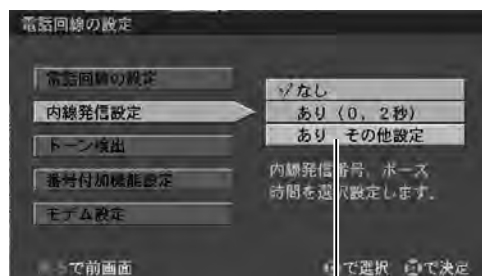 電話回線の設定
電話回線の設定
内線発信設定
トーン検出
番号付加機能設定
モデム設定
✓なし
あり(0, 2秒)
あり その他設定
内線発信番号、ポーズ
時間を選択設定します。
で前画面
で選択
で決定